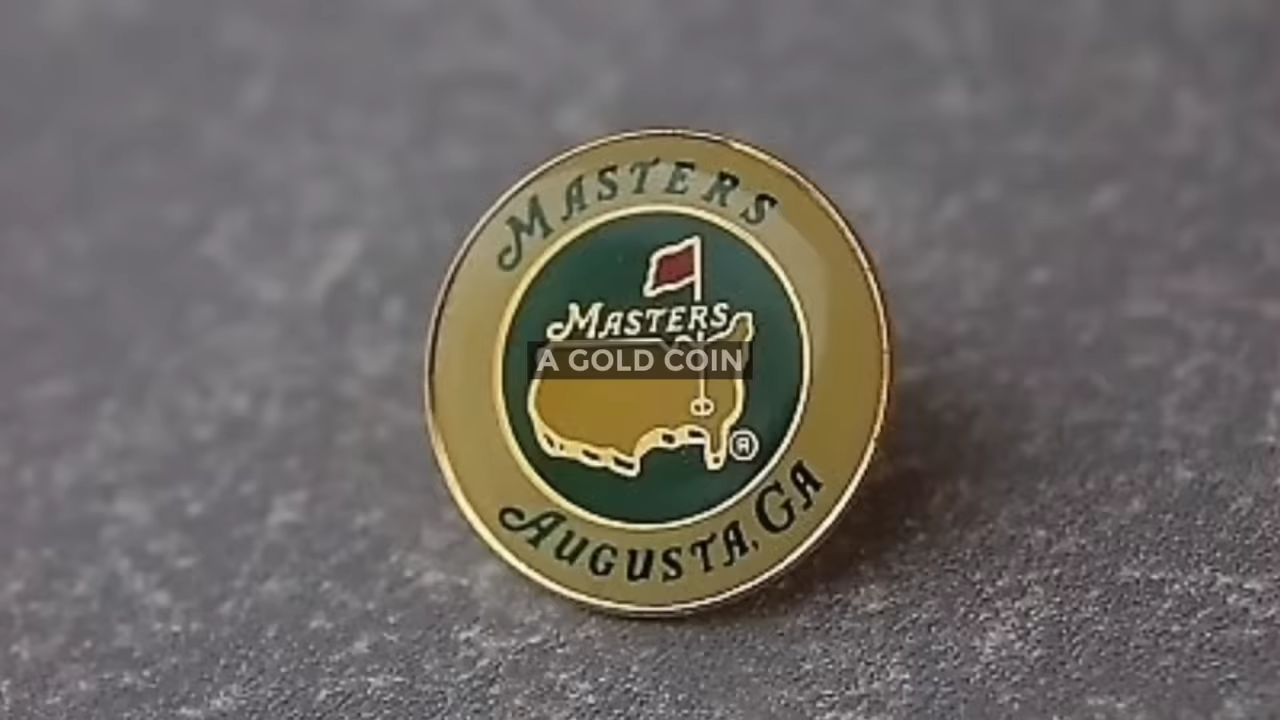 MASTERS
MASTERS
A GOLD COIN
®
AUGUSTA, GA